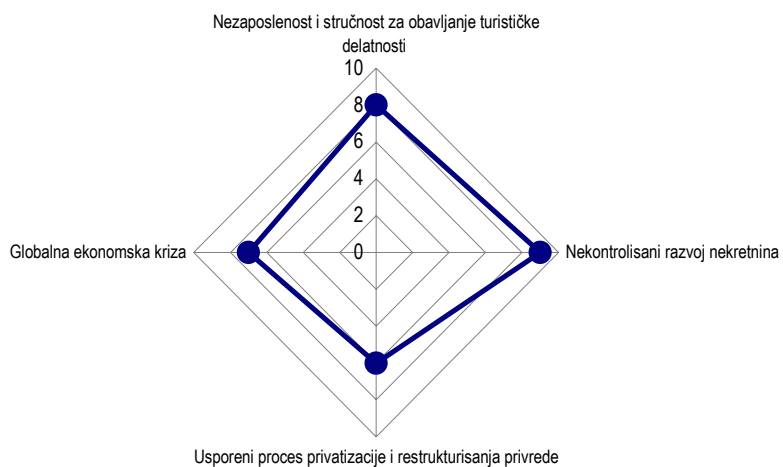 Nezaposlenost i stručnost za obavljanje turističke
delatnosti
10
8
6
4
2
0
Globalna ekonomska kriza
Nekontrolisani razvoj nekretnina
Usporeni proces privatizacije i restrukturisanja privrede